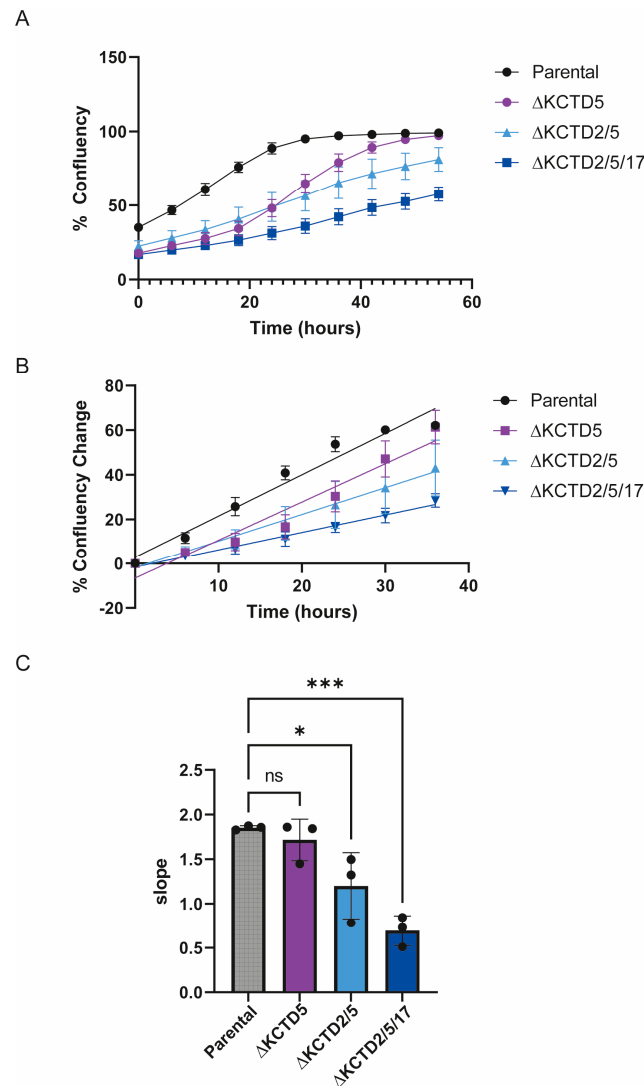 A
% Confluency
150
100
50
0
0
20
40
60
Time (hours)
Parental
ΔKCTD5
ΔKCTD2/5
ΔKCTD2/5/17
B
% Confluency Change
80
60
40
20
0
-20
10
20
30
40
Time (hours)
Parental
ΔKCTD5
ΔKCTD2/5
ΔKCTD2/5/17
C
***
*
ns
slope
2.5
2.0
1.5
1.0
0.5
0.0
Parental
ΔKCTD5
ΔKCTD2/5
ΔKCTD2/5/17